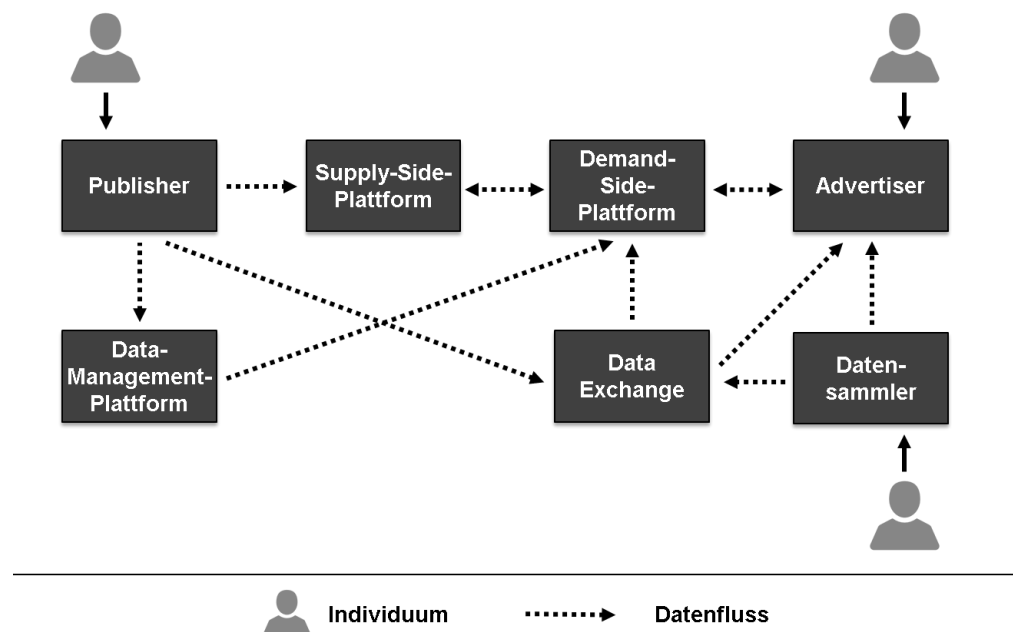 Publisher
Supply-Side-
Plattform
Demand-
Side-
Plattform
Advertiser
Data-
Management-
Plattform
Data
Exchange
Daten-
sammler
Individuum
Datenfluss